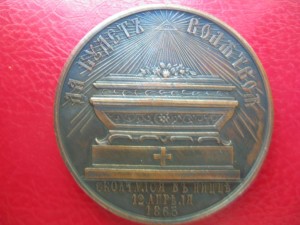 ДА БУДЕТЪ ВОЛЯ ТВОЯ
СКОНЧАЛСЯ ВЪ НИЦЦѢ
12 АПРѢЛЯ
1865